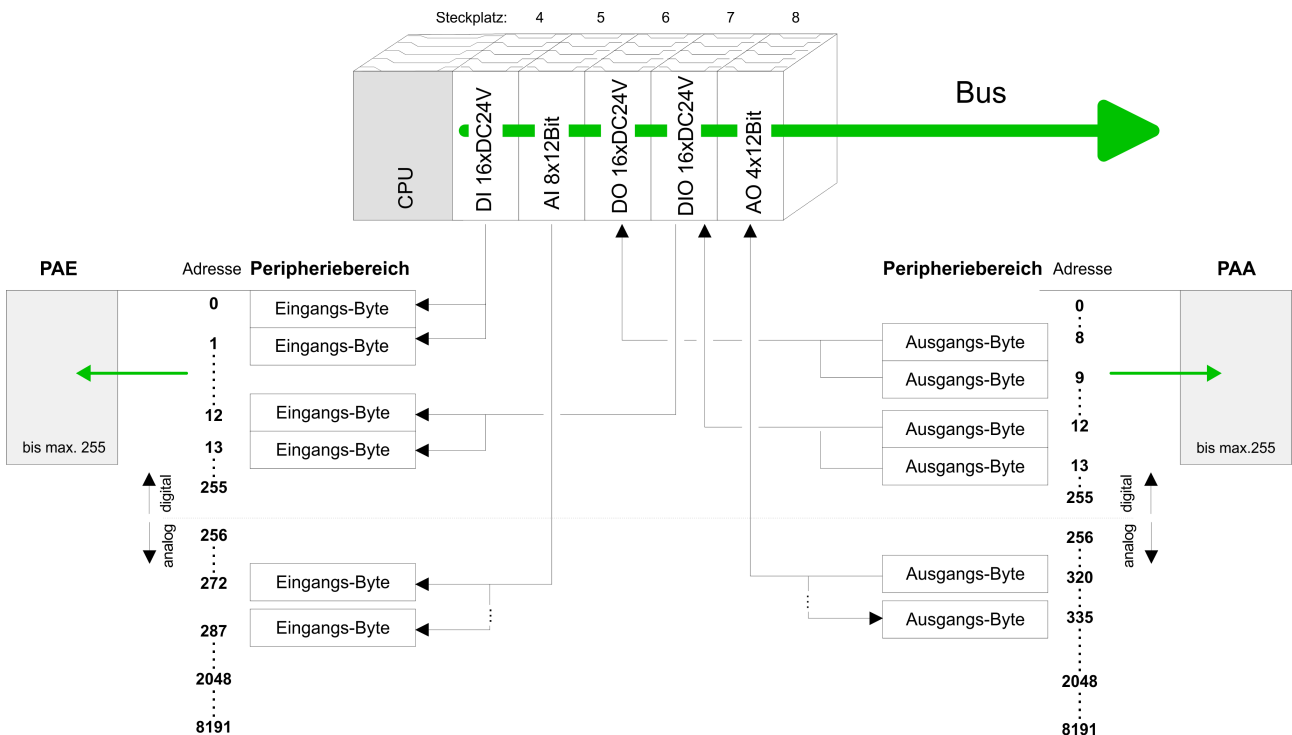 Steckplatz: 4 5 6 7 8
Bus
CPU
DI 16xDC24V
AI 8x12Bit
DO 16xDC24V
DIO 16xDC24V
AO 4x12Bit
PAE Adresse Peripheriebereich
0 Eingangs-Byte
1 Eingangs-Byte
12 Eingangs-Byte
13 Eingangs-Byte
bis max. 255
255
digital
analog
256
272 Eingangs-Byte
287 Eingangs-Byte
2048
8191
Peripheriebereich Adresse PAA
0
Ausgangs-Byte 8
Ausgangs-Byte 9
Ausgangs-Byte 12
Ausgangs-Byte 13
bis max.255
255
digital
analog
256
Ausgangs-Byte 320
Ausgangs-Byte 335
2048
8191